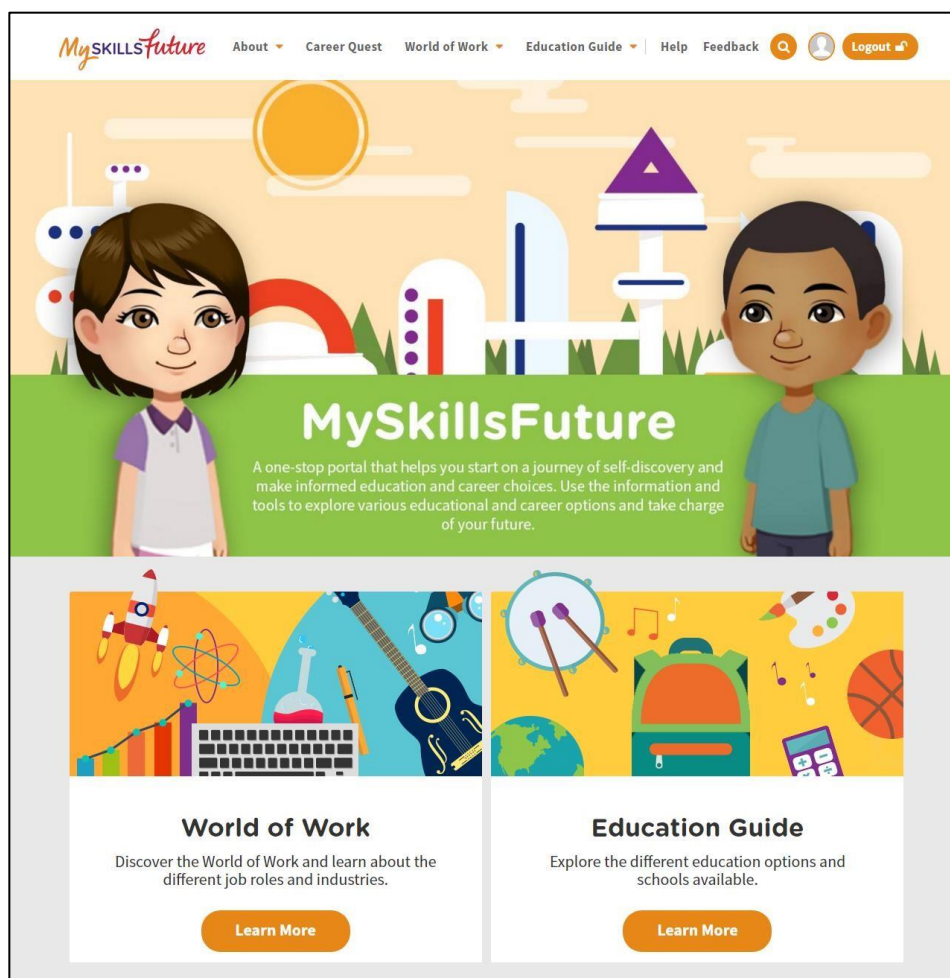 MySKILLSfuture About Career Quest World of Work Education Guide Help Feedback Logout
MySkillsFuture
A one-stop portal that helps you start on a journey of self-discovery and
make informed education and career choices. Use the information and
tools to explore various educational and career options and take charge
of your future.
World of Work
Discover the World of Work and learn about the
different job roles and industries.
Learn More
Education Guide
Explore the different education options and
schools available.
Learn More